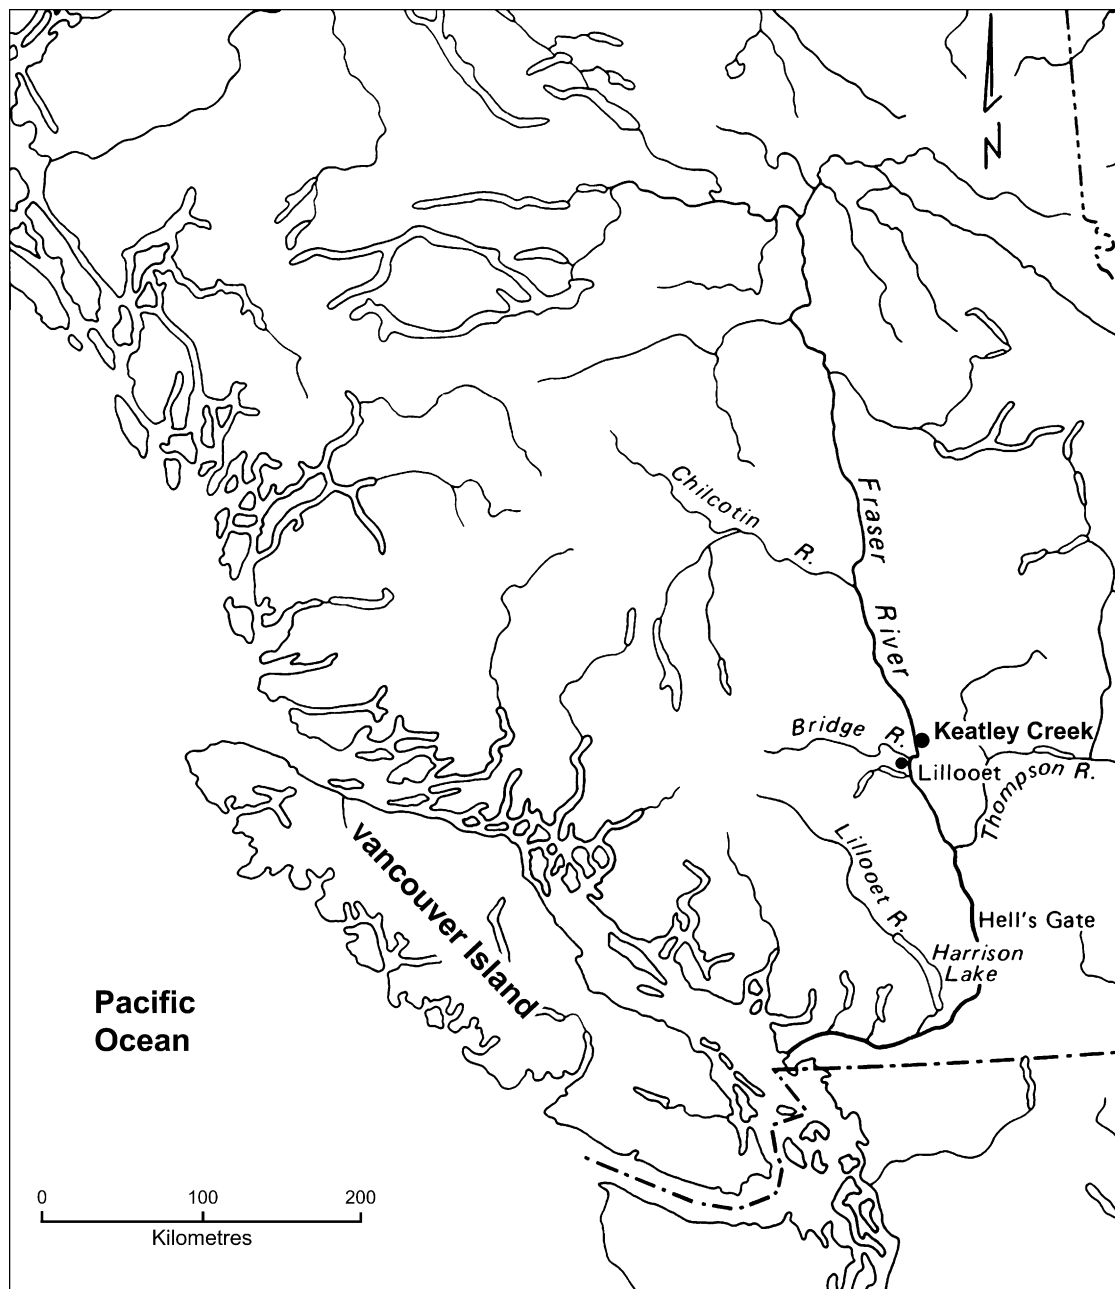 N
Chilcotin R.
Fraser River
Bridge R.
Keatley Creek
Lillooet
Thompson R.
Lillooet R.
vancouver Island
Hell's Gate
Harrison
Lake
Pacific
Ocean
0 100 200
Kilometres